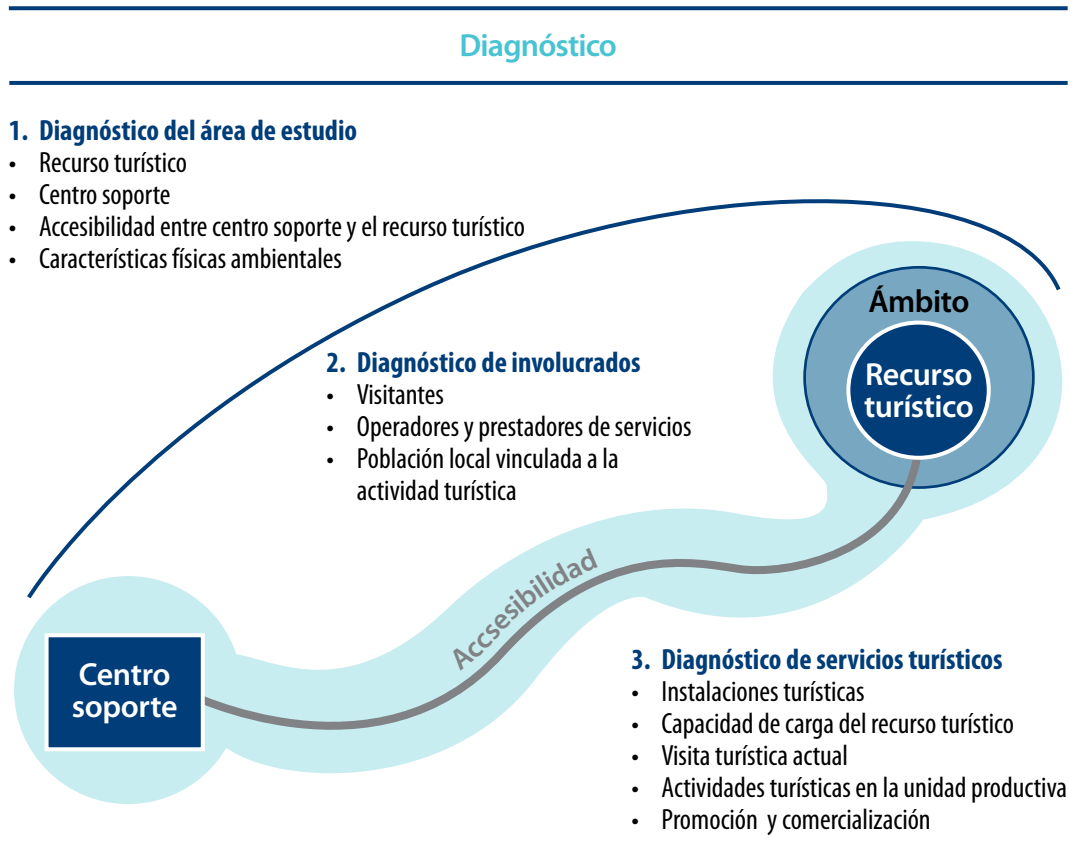 Diagnóstico
1. Diagnóstico del área de estudio
• Recurso turístico
• Centro soporte
• Accesibilidad entre centro soporte y el recurso turístico
• Características físicas ambientales
Ámbito
Recurso
turístico
2. Diagnóstico de involucrados
• Visitantes
• Operadores y prestadores de servicios
• Población local vinculada a la
actividad turística
Accsesibilidad
Centro
soporte
3. Diagnóstico de servicios turísticos
• Instalaciones turísticas
• Capacidad de carga del recurso turístico
• Visita turística actual
• Actividades turísticas en la unidad productiva
• Promoción y comercialización